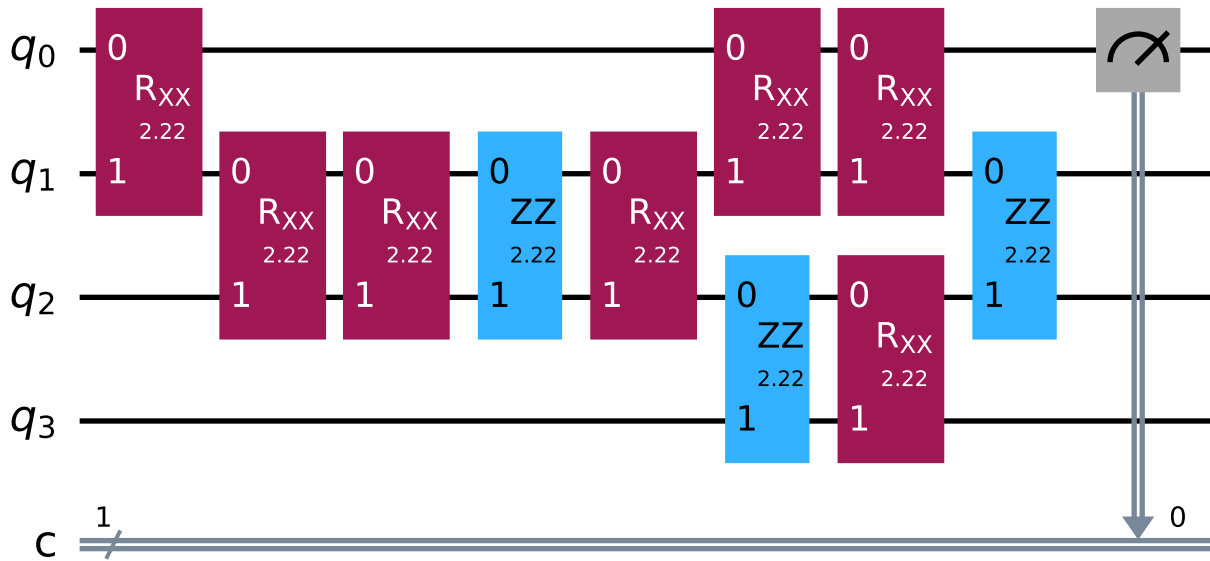 q0 0 0 0
RXX RXX RXX
2.22 2.22 2.22
q1 1 0 0 0 0 1 1 0
RXX RXX ZZ RXX ZZ
2.22 2.22 2.22 2.22 2.22
q2 1 1 1 1 0 0 1
ZZ RXX
2.22 2.22
q3 1 1
1 0
c